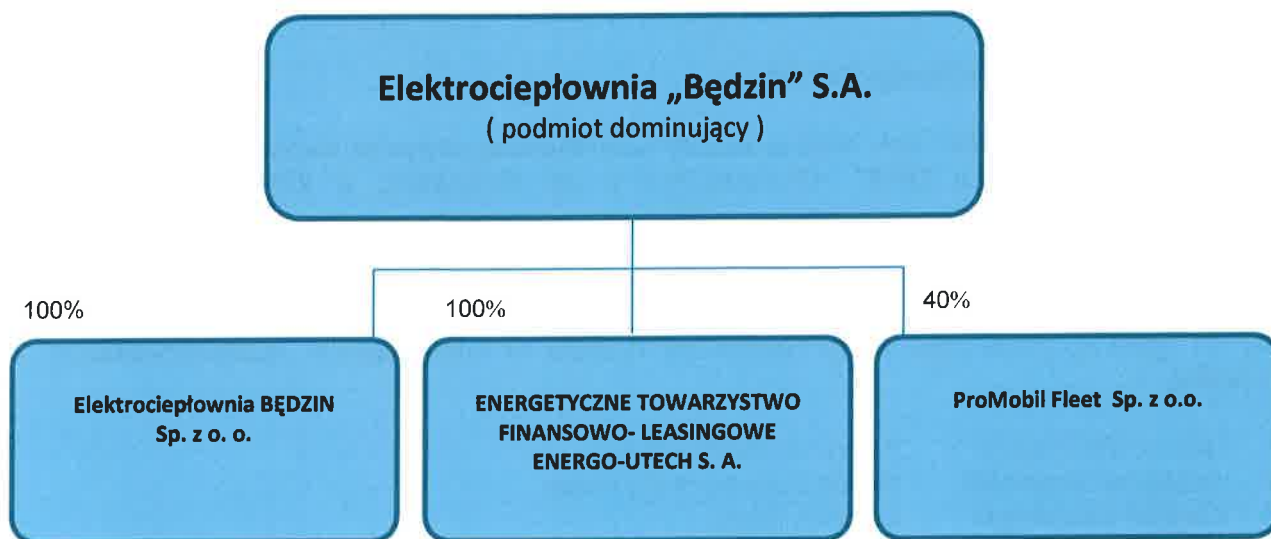 Elektrociepłownia „Będzin” S.A.
( podmiot dominujący )
100%
100%
40%
Elektrociepłownia BĘDZIN
Sp. z o. o.
ENERGETYCZNE TOWARZYSTWO
FINANSOWO- LEASINGOWE
ENERGO-UTECH S. A.
ProMobil Fleet Sp. z o.o.